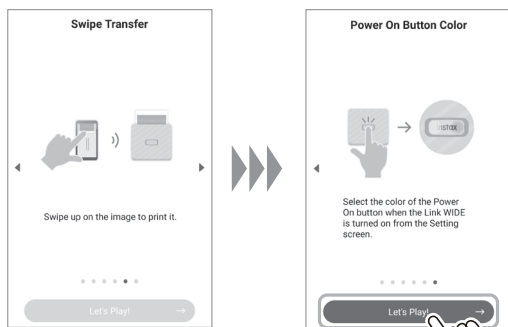 Swipe Transfer
Swipe up on the image to print it.
Let's Play!
Power On Button Color
instax
Select the color of the Power
On button when the Link WIDE
is turned on from the Setting
screen.
Let's Play!